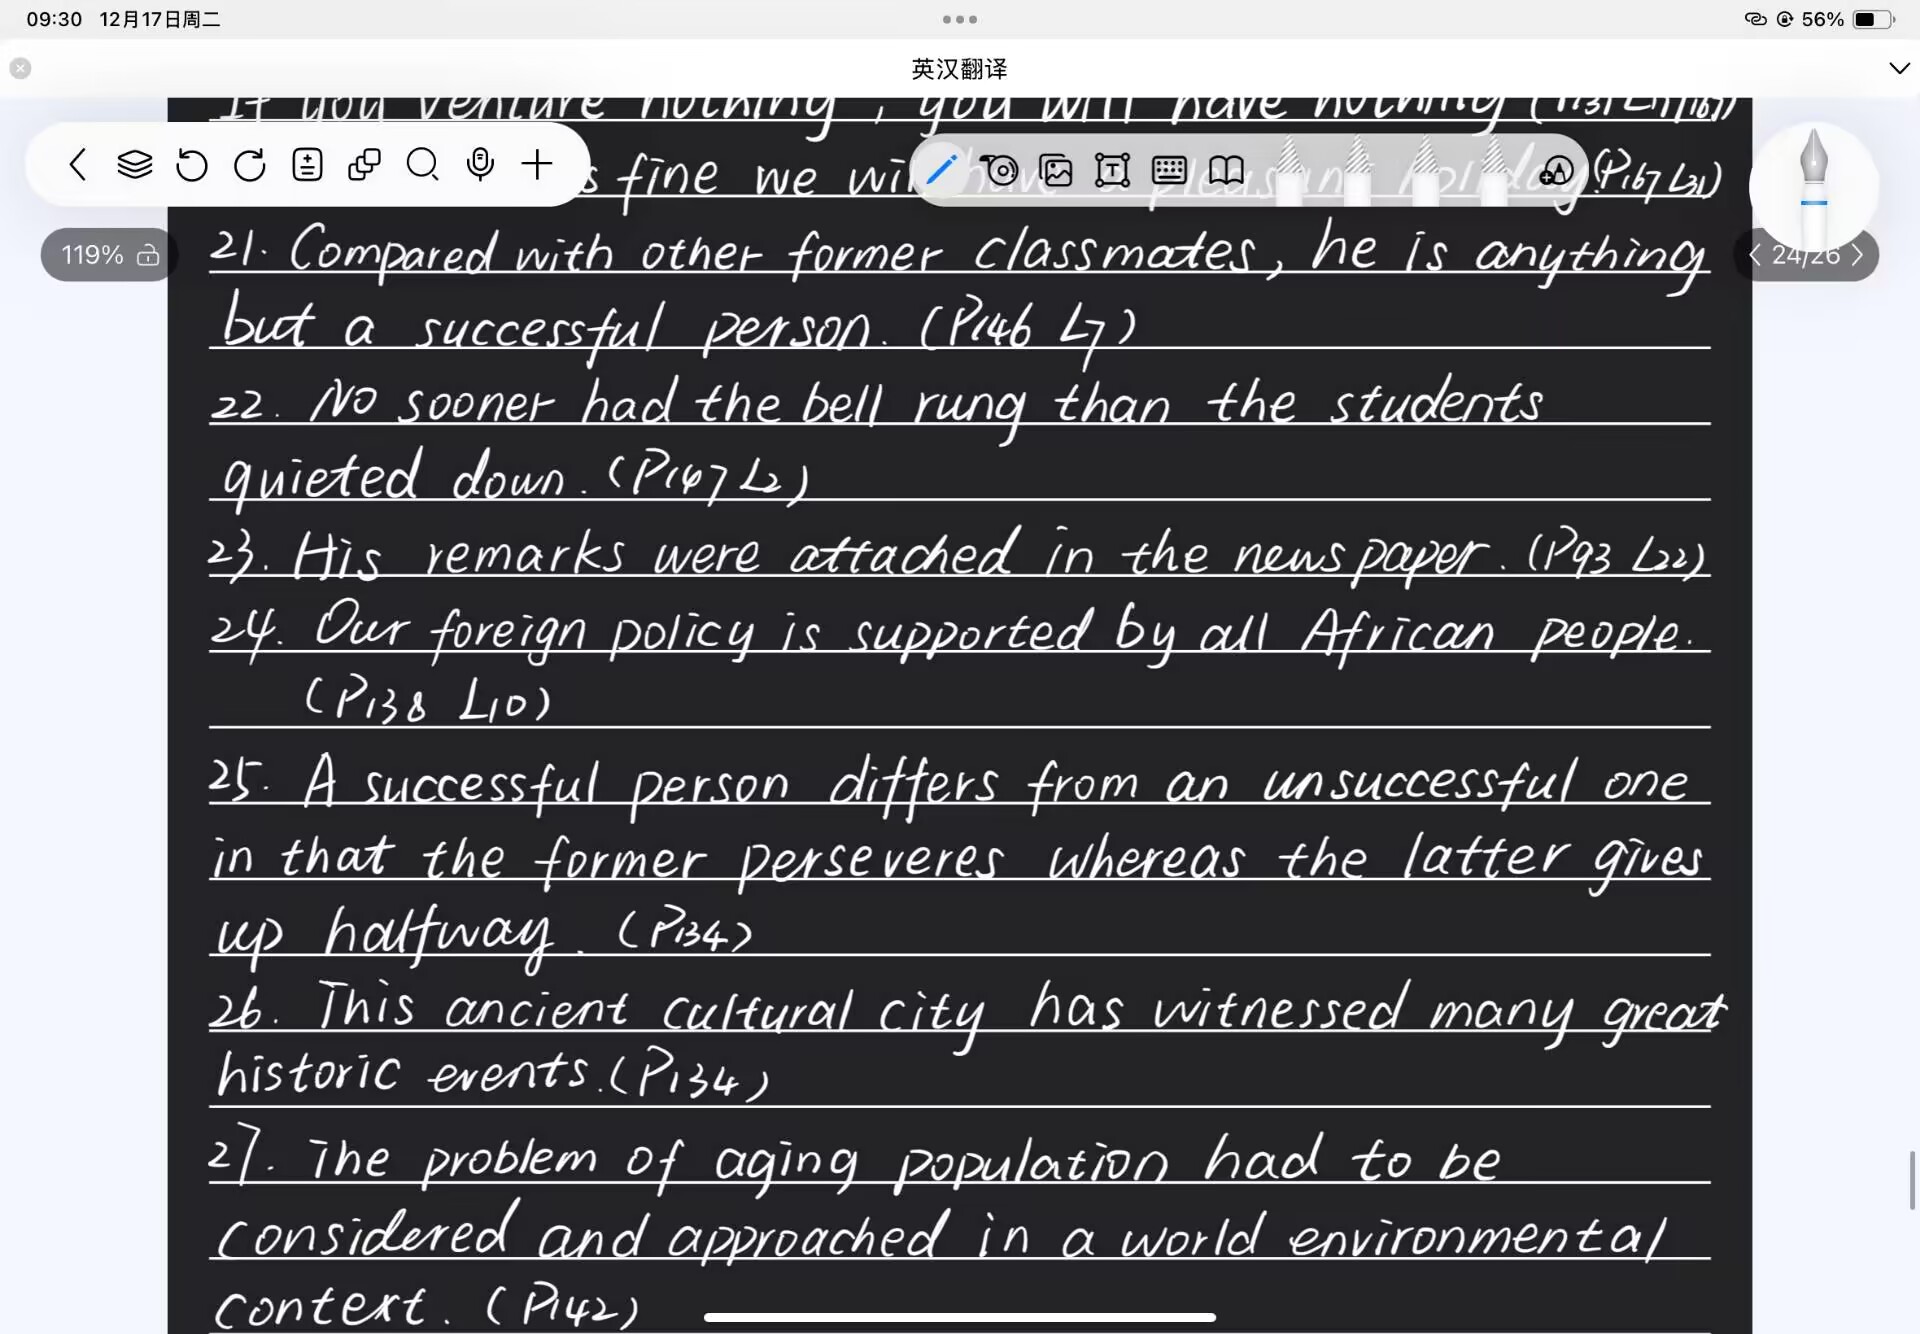 09:30 12月17日周二
56%
英汉翻译
If you venture nothing, you will have nothing
fine we will have a pleasant holiday. (P167 L31)
119%
24/26
21. Compared with other former classmates, he is anything
but a successful person. (P146 L7)
22. No sooner had the bell rung than the students
quieted down. (P147 L2)
23. His remarks were attached in the newspaper. (P93 L22)
24. Our foreign policy is supported by all African people.
(P138 L10)
25. A successful person differs from an unsuccessful one
in that the former perseveres whereas the latter gives
up halfway. (P134)
26. This ancient cultural city has witnessed many great
historic events. (P134)
27. The problem of aging population had to be
considered and approached in a world environmental
context. (P142)